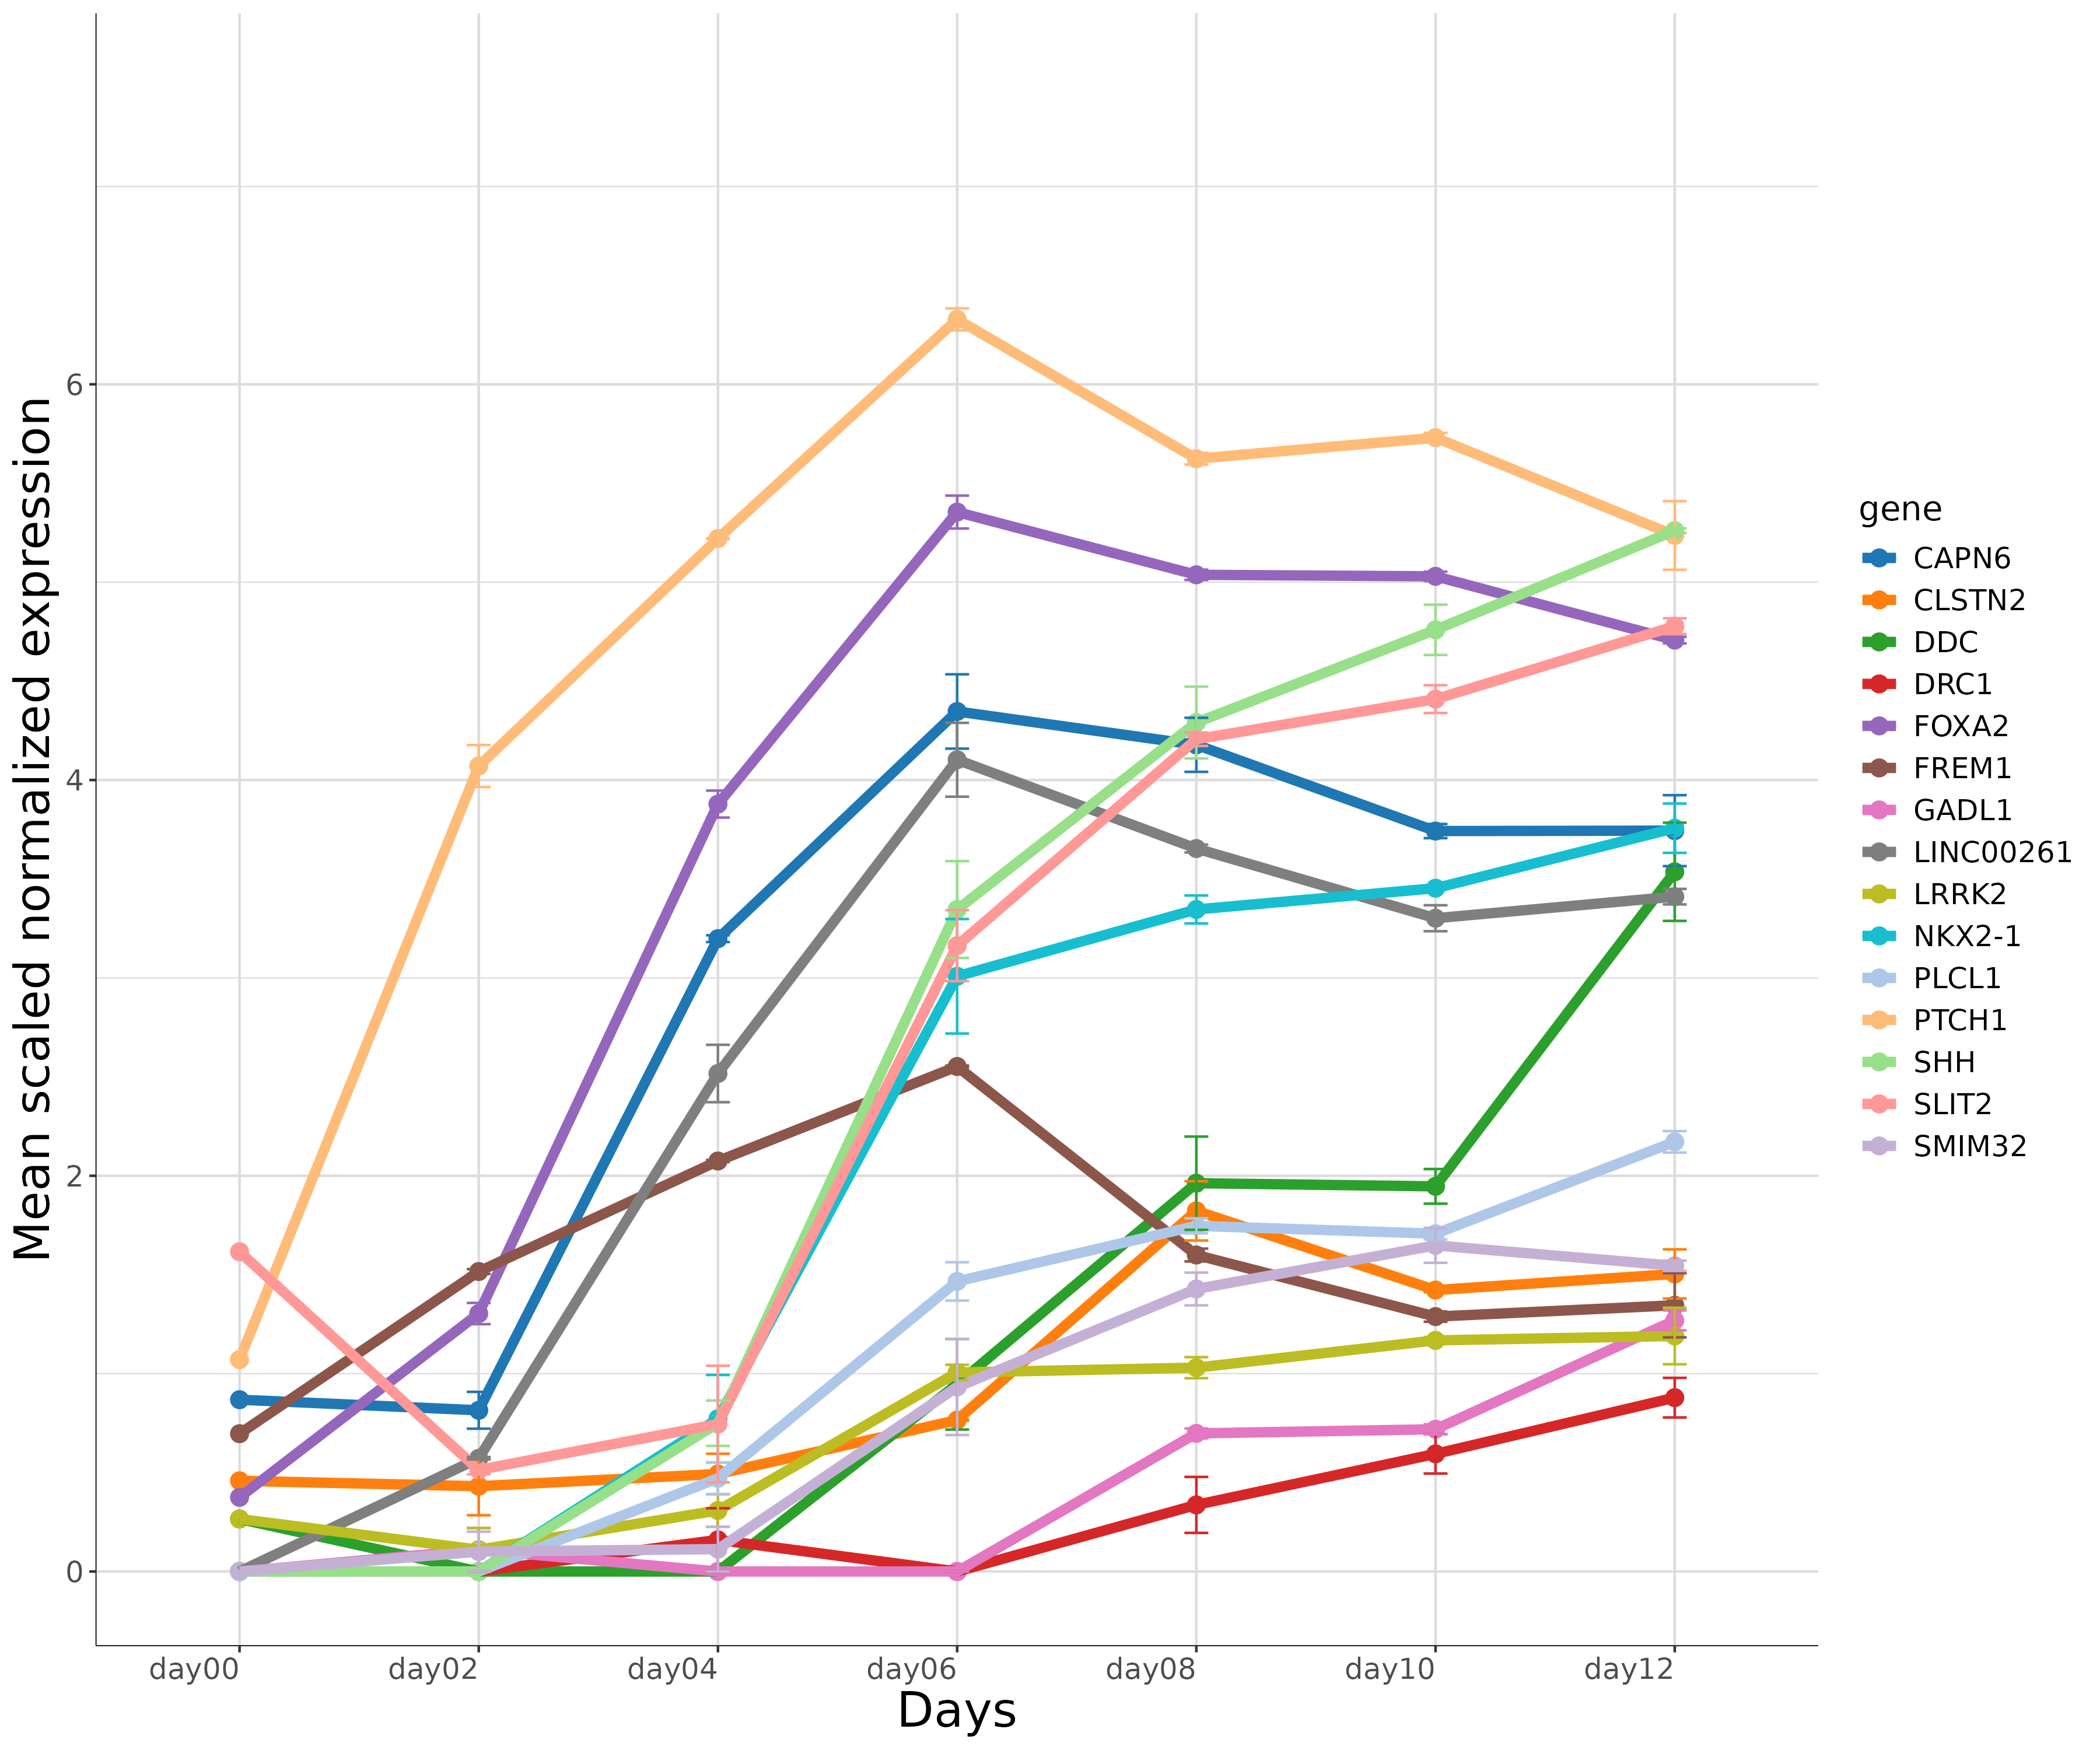 Mean scaled normalized expression
6
4
2
0
day00
day02
day04
day06
day08
day10
day12
Days
gene
CAPN6
CLSTN2
DDC
DRC1
FOXA2
FREM1
GADL1
LINC00261
LRRK2
NKX2-1
PLCL1
PTCH1
SHH
SLIT2
SMIM32